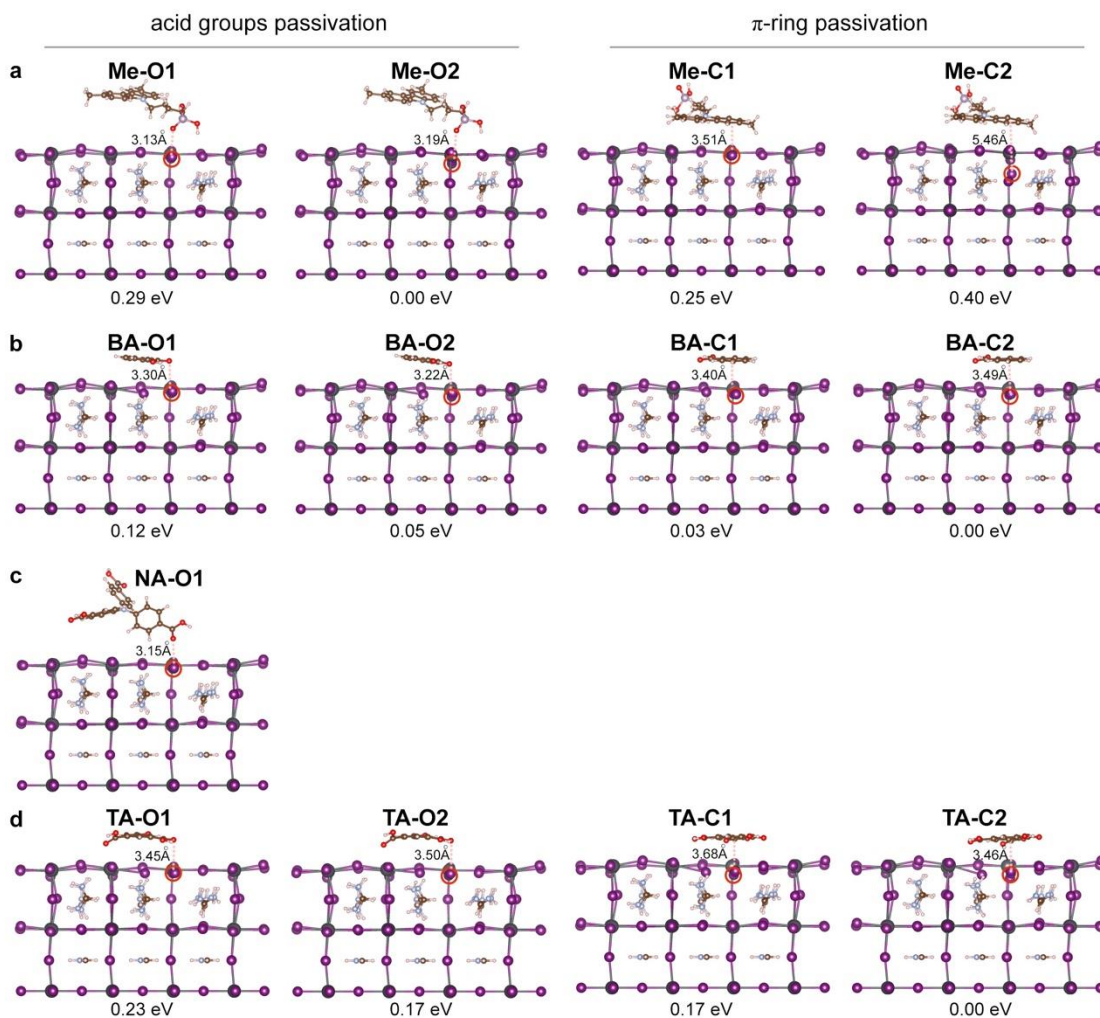 acid groups passivation π-ring passivation
a Me-O1 Me-O2 Me-C1 Me-C2
3.13Å 3.19Å 3.51Å 5.46Å
0.29 eV 0.00 eV 0.25 eV 0.40 eV
b BA-O1 BA-O2 BA-C1 BA-C2
3.30Å 3.22Å 3.40Å 3.49Å
0.12 eV 0.05 eV 0.03 eV 0.00 eV
c NA-O1
3.15Å
d TA-O1 TA-O2 TA-C1 TA-C2
3.45Å 3.50Å 3.68Å 3.46Å
0.23 eV 0.17 eV 0.17 eV 0.00 eV